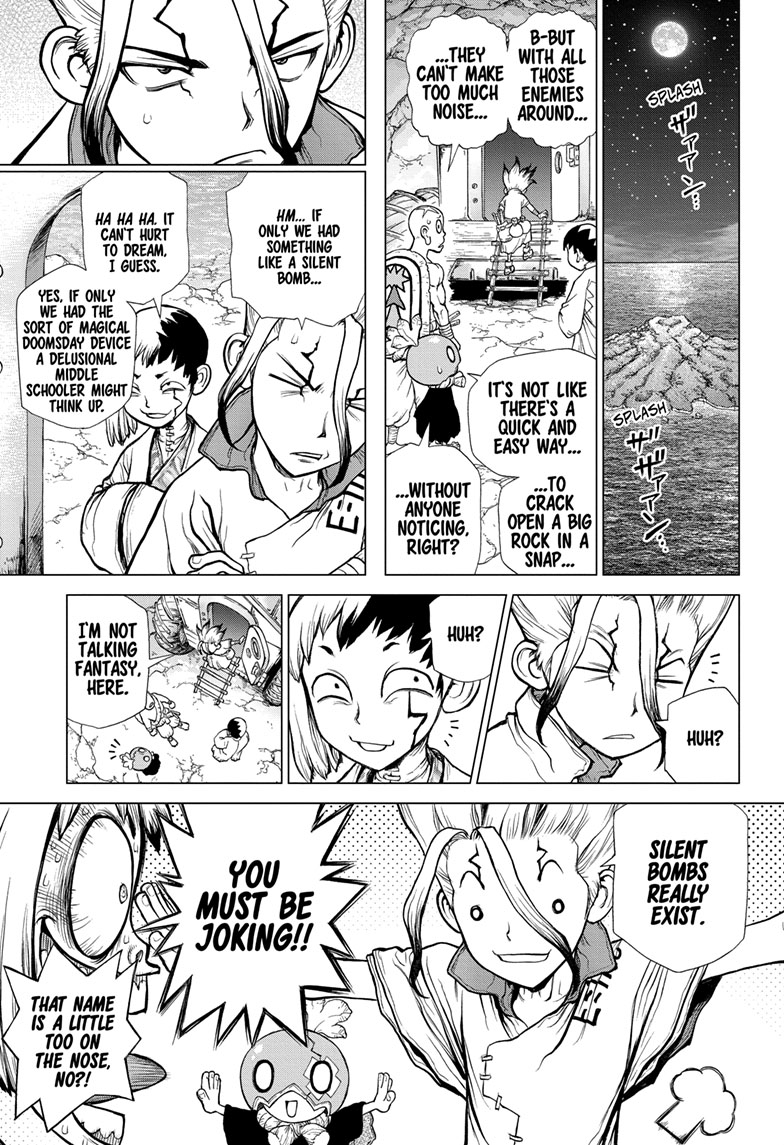 SPLASH
ザアアン…
SPLASH
ザザアアン…
B-BUT
WITH ALL
THOSE
ENEMIES
AROUND...
...THEY
CAN'T MAKE
TOO MUCH
NOISE...
IT'S NOT LIKE
THERE'S A
QUICK AND
EASY WAY...
...TO
CRACK
OPEN A BIG
ROCK IN A
SNAP...
...WITHOUT
ANYONE
NOTICING,
RIGHT?
HM... IF
ONLY WE HAD
SOMETHING
LIKE A SILENT
BOMB...
HA HA HA. IT
CAN'T HURT
TO DREAM,
I GUESS.
YES, IF ONLY
WE HAD THE
SORT OF MAGICAL
DOOMSDAY DEVICE
A DELUSIONAL
MIDDLE
SCHOOLER MIGHT
THINK UP.
HUH?
HUH?
I'M NOT
TALKING
FANTASY,
HERE.
SILENT
BOMBS
REALLY
EXIST.
YOU
MUST BE
JOKING!!
THAT NAME
IS A LITTLE
TOO ON
THE NOSE,
NO?!